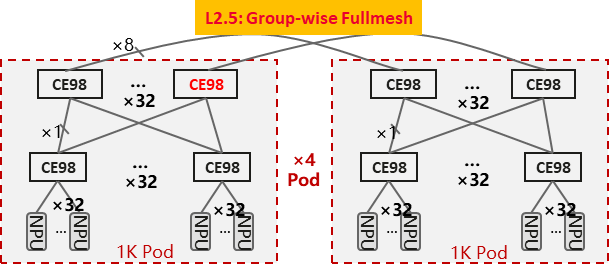 L2.5: Group-wise Fullmesh
×8
CE98
...
×32
CE98
CE98
...
×32
CE98
×1
×1
CE98
...
×32
CE98
×4
Pod
CE98
...
×32
CE98
×32
×32
×32
×32
NPU
...
NPU
NPU
...
NPU
NPU
...
NPU
NPU
...
NPU
1K Pod
1K Pod